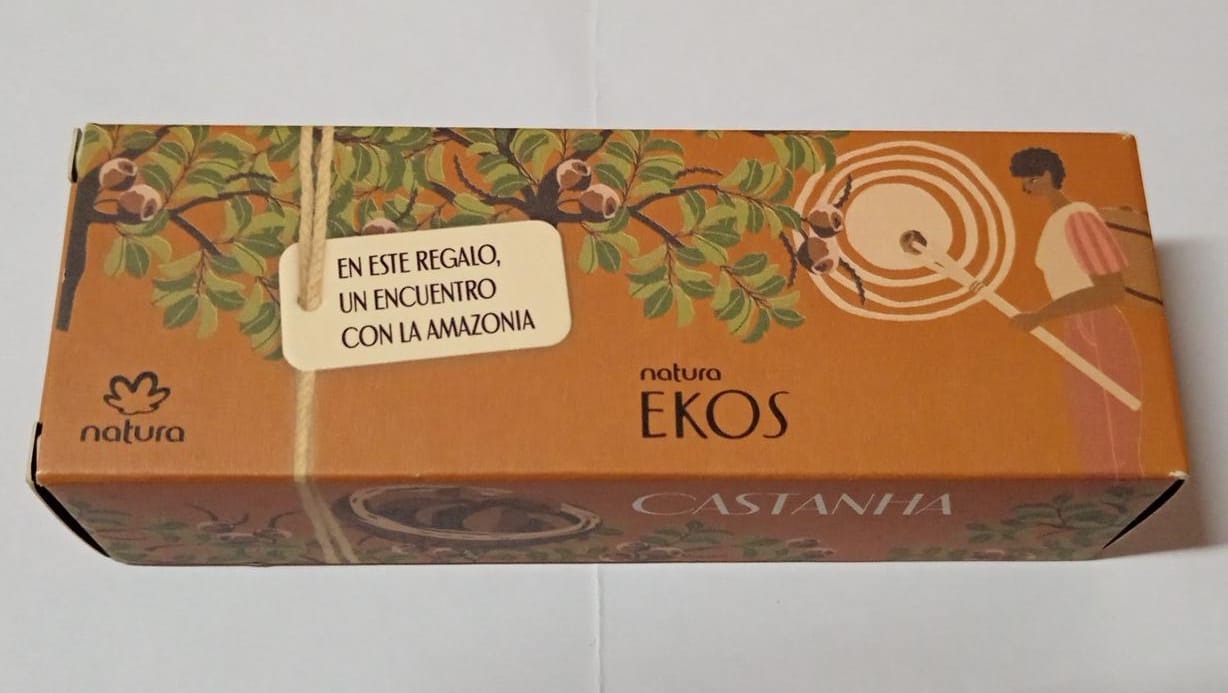 EN ESTE REGALO,
UN ENCUENTRO
CON LA AMAZONIA
natura
natura
EKOS
CASTANHA